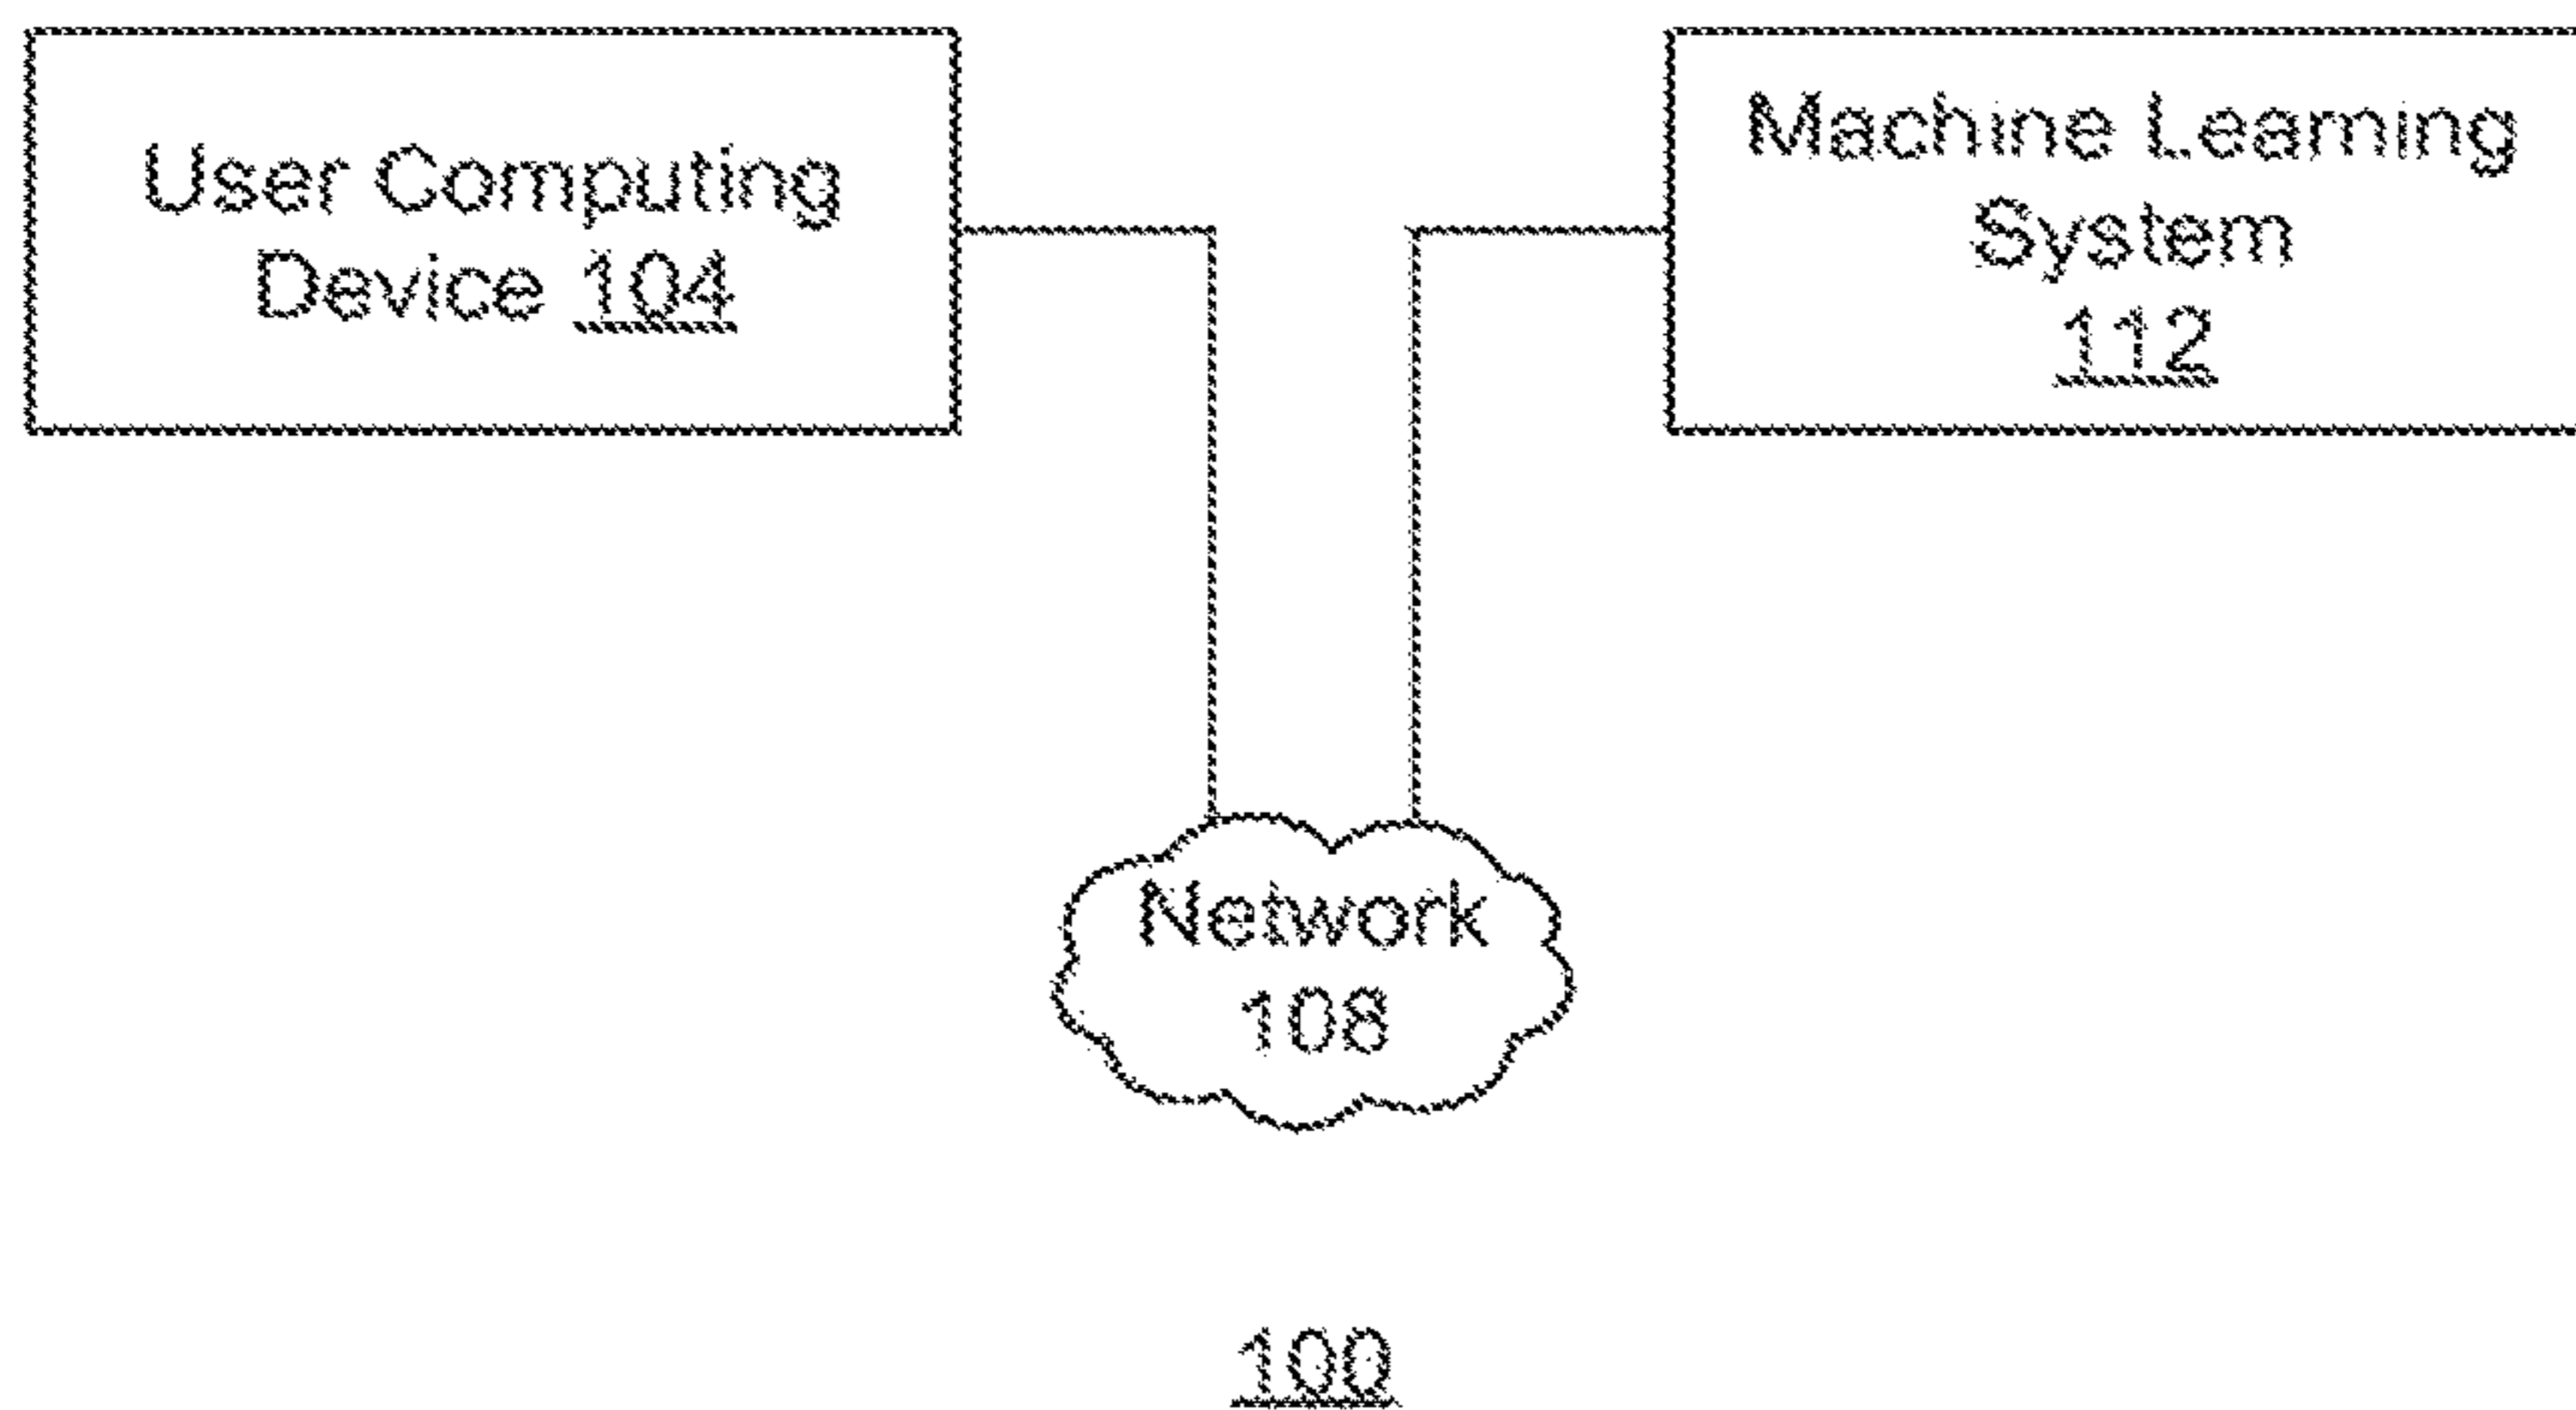 User Computing
Device 104
Machine Learning
System
112
Network
108
100